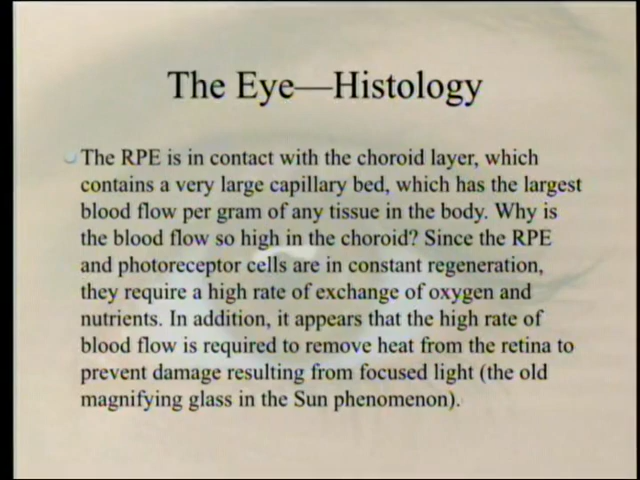 The Eye—Histology
The RPE is in contact with the choroid layer, which
contains a very large capillary bed, which has the largest
blood flow per gram of any tissue in the body. Why is
the blood flow so high in the choroid? Since the RPE
and photoreceptor cells are in constant regeneration,
they require a high rate of exchange of oxygen and
nutrients. In addition, it appears that the high rate of
blood flow is required to remove heat from the retina to
prevent damage resulting from focused light (the old
magnifying glass in the Sun phenomenon).